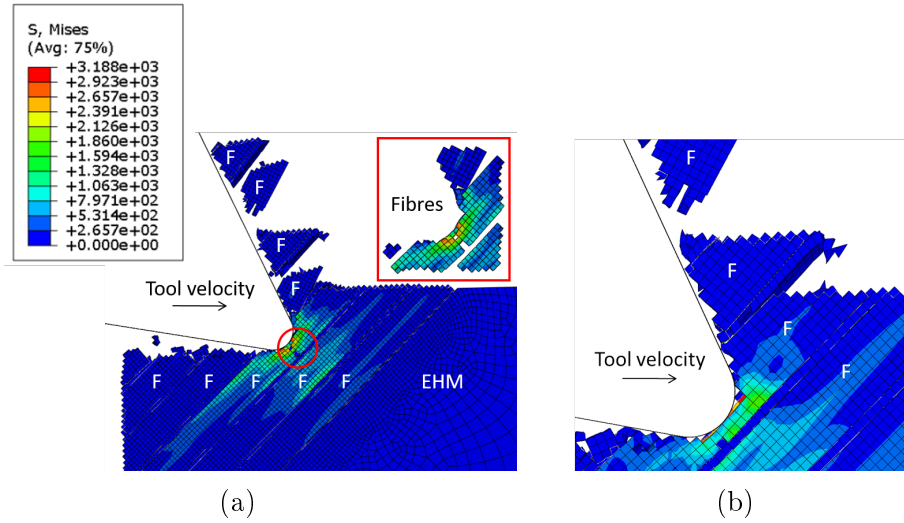 S, Mises
(Avg: 75%)
+3.188e+03
+2.923e+03
+2.657e+03
+2.391e+03
+2.126e+03
+1.860e+03
+1.594e+03
+1.328e+03
+1.063e+03
+7.971e+02
+5.314e+02
+2.657e+02
+0.000e+00
F
F
F
F
Fibres
Tool velocity
F F F F F EHM
(a)
F
F
F
F
Tool velocity
(b)